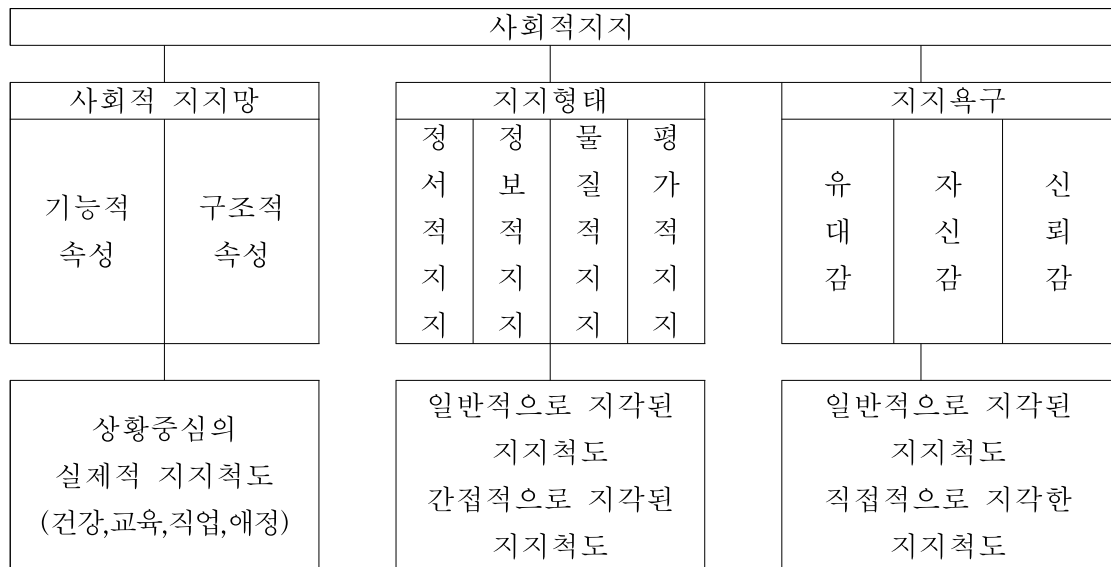 사회적지지
사회적 지지망
기능적
속성
구조적
속성
상황중심의
실제적 지지척도
(건강,교육,직업,애정)
지지형태
정서적지지
정보적지지
물질적지지
평가적지지
일반적으로 지각된
지지척도
간접적으로 지각된
지지척도
지지욕구
유대감
자신감
신뢰감
일반적으로 지각된
지지척도
직접적으로 지각한
지지척도